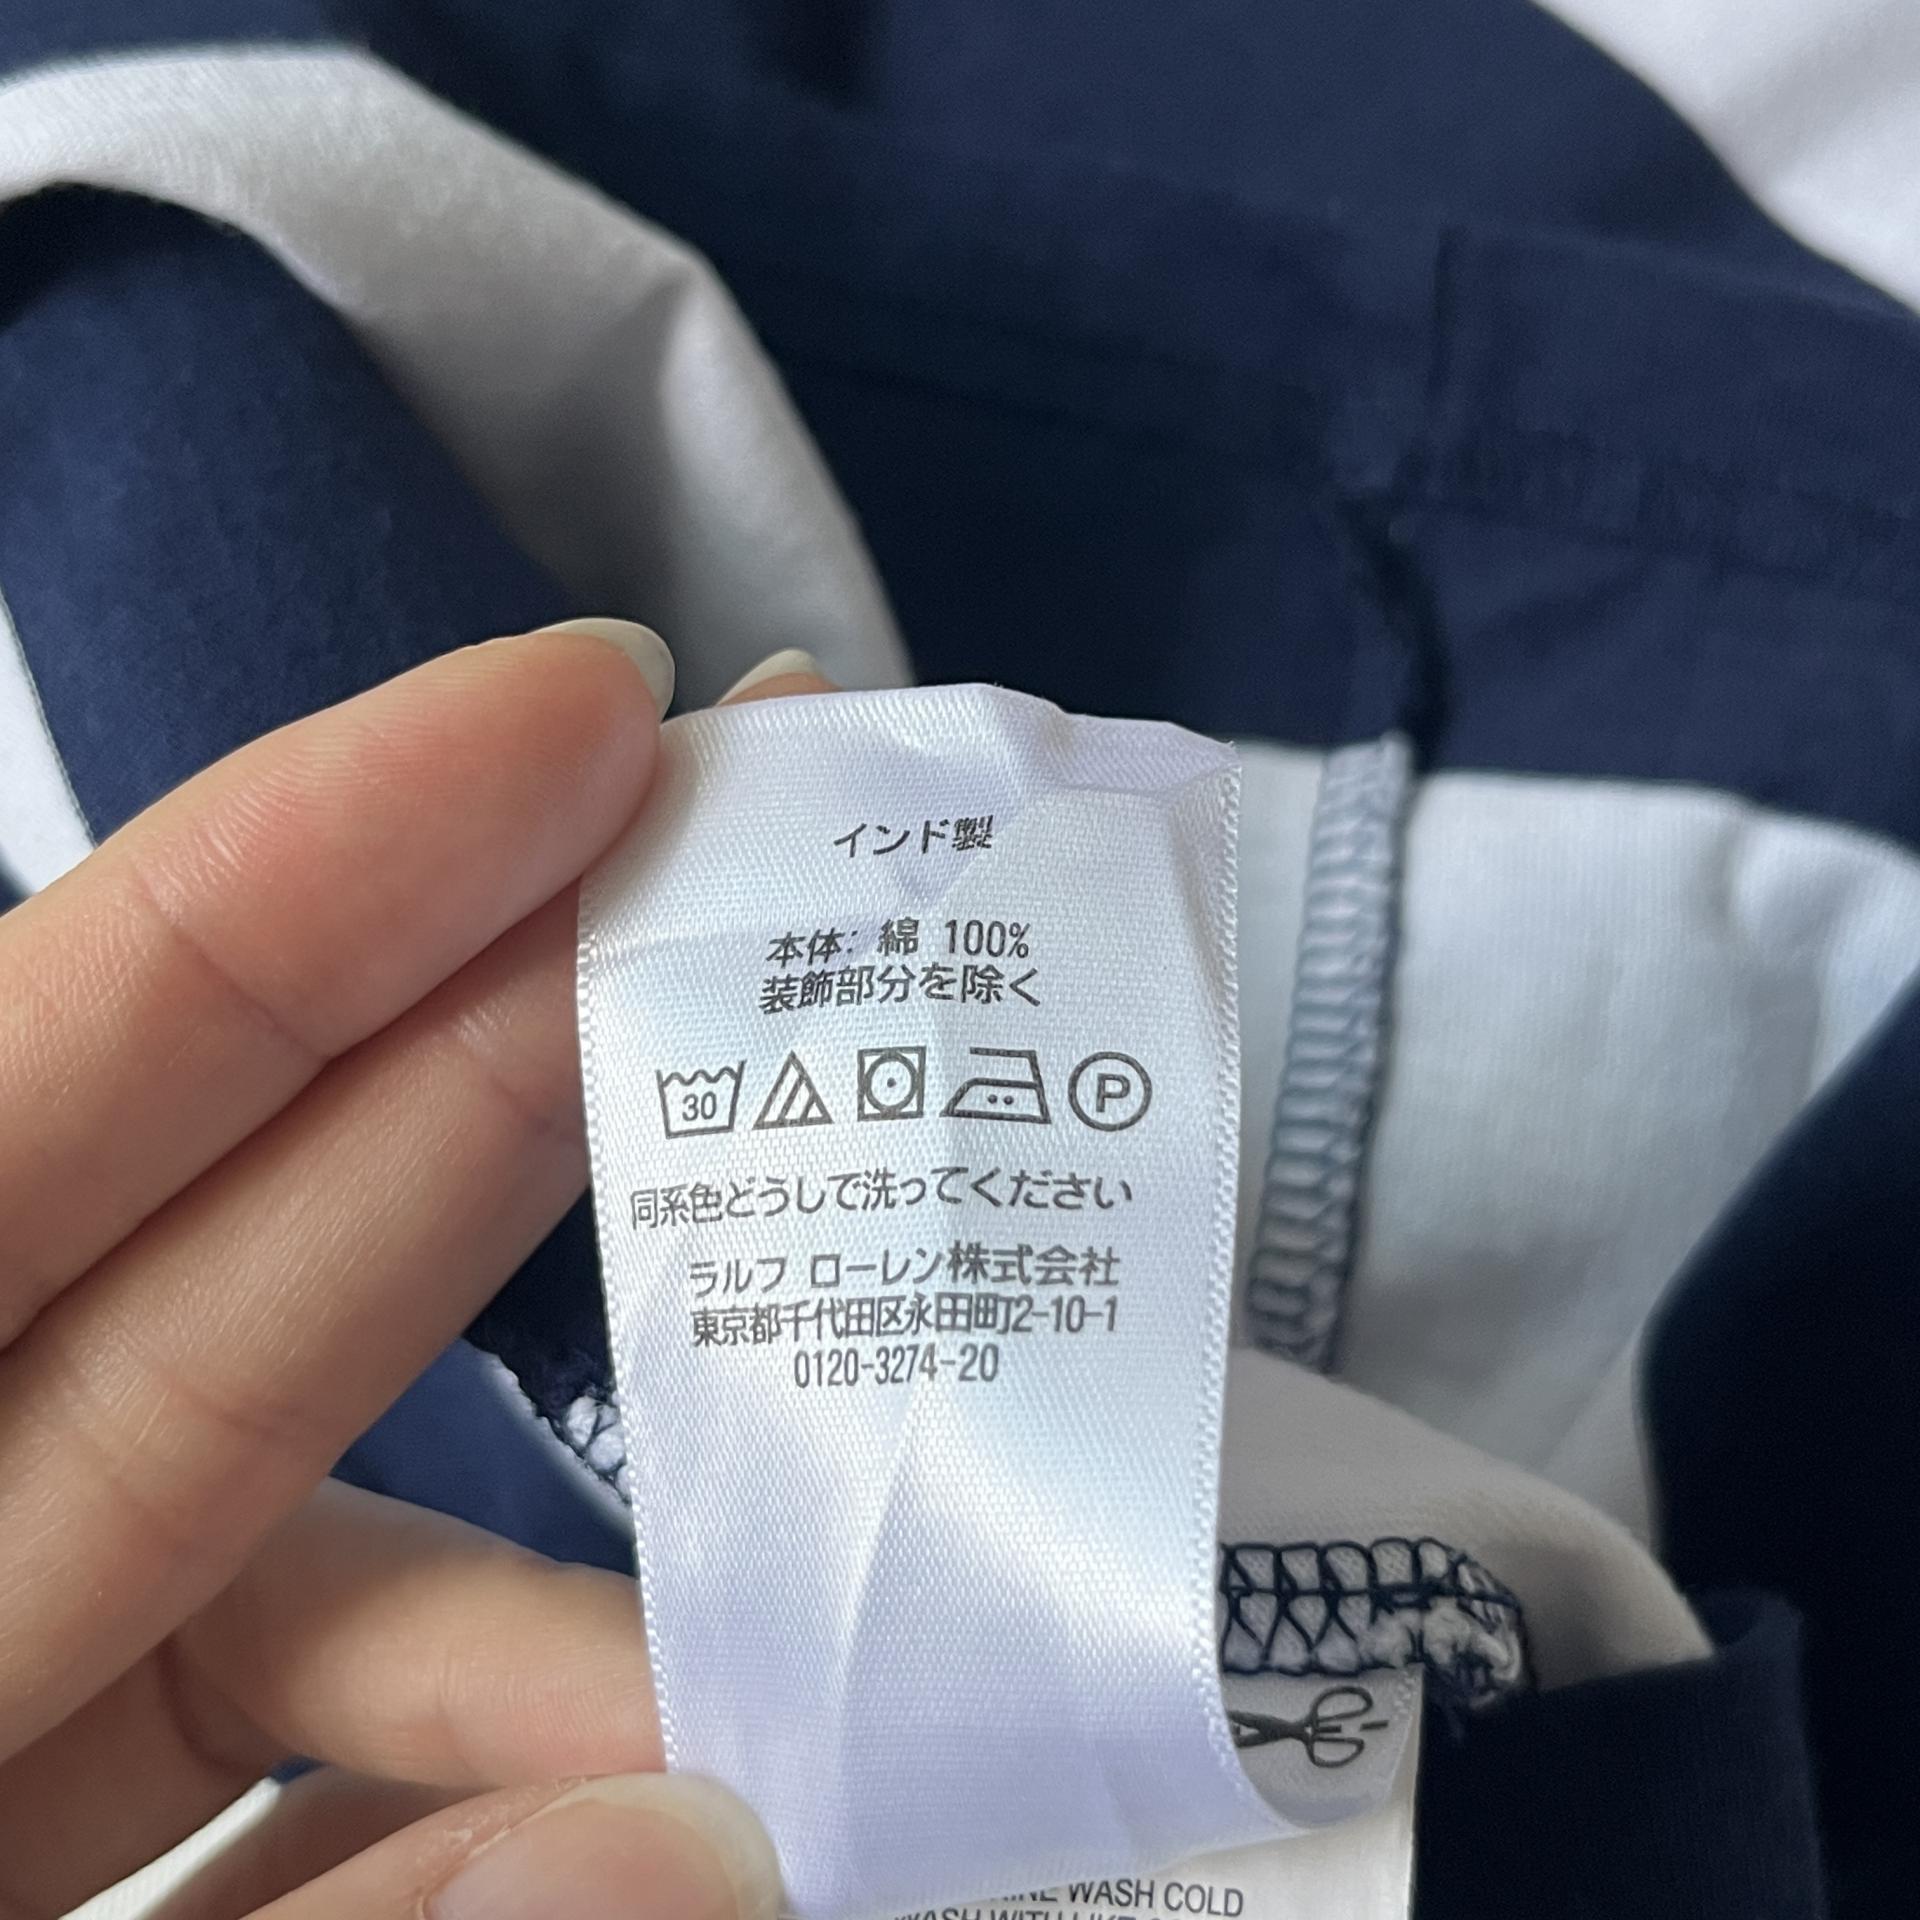 インド製
本体: 綿 100%
装飾部分を除く
30 P
同系色どうしで洗ってください
ラルフ ローレン株式会社
東京都千代田区永田町2-10-1
0120-3274-20
WASH COLD
WASH WITH